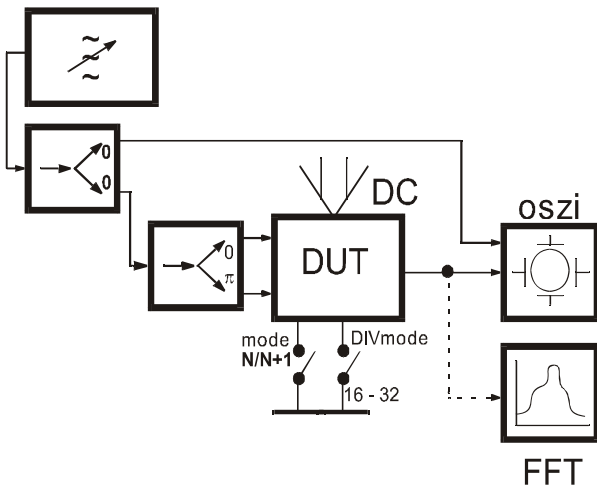 ~
~
~
0
0
DC
oszi
0
π
DUT
mode
N/N+1
DIVmode
16 - 32
FFT